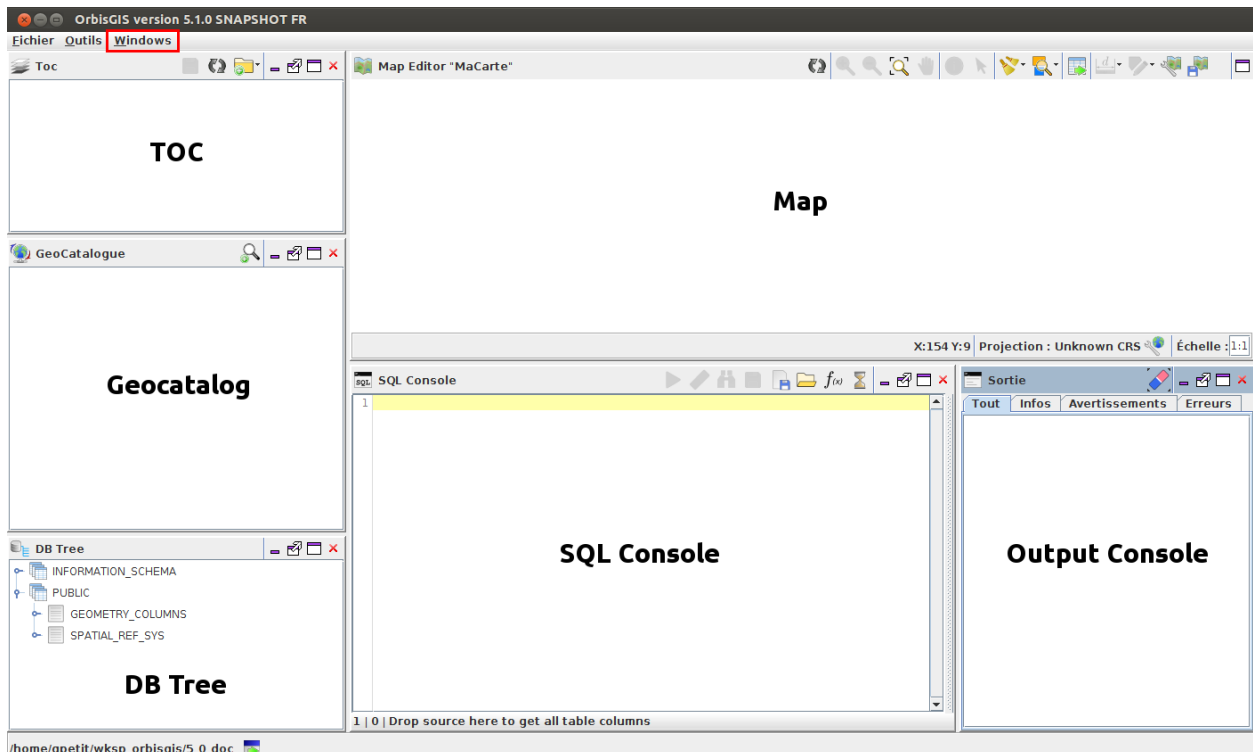 OrbisGIS version 5.1.0 SNAPSHOT FR
Fichier Outils Windows
Toc
TOC
Map Editor "MaCarte"
Map
X:154 Y:9 Projection : Unknown CRS Échelle : 1:1
GeoCatalogue
Geocatalog
DB Tree
INFORMATION_SCHEMA
PUBLIC
GEOMETRY_COLUMNS
SPATIAL_REF_SYS
DB Tree
SQL
SQL Console
f(x)
1
SQL Console
1 | 0 | Drop source here to get all table columns
Sortie
Tout Infos Avertissements Erreurs
Output Console
/home/gpetit/wksp_orbisgis/5_0_doc